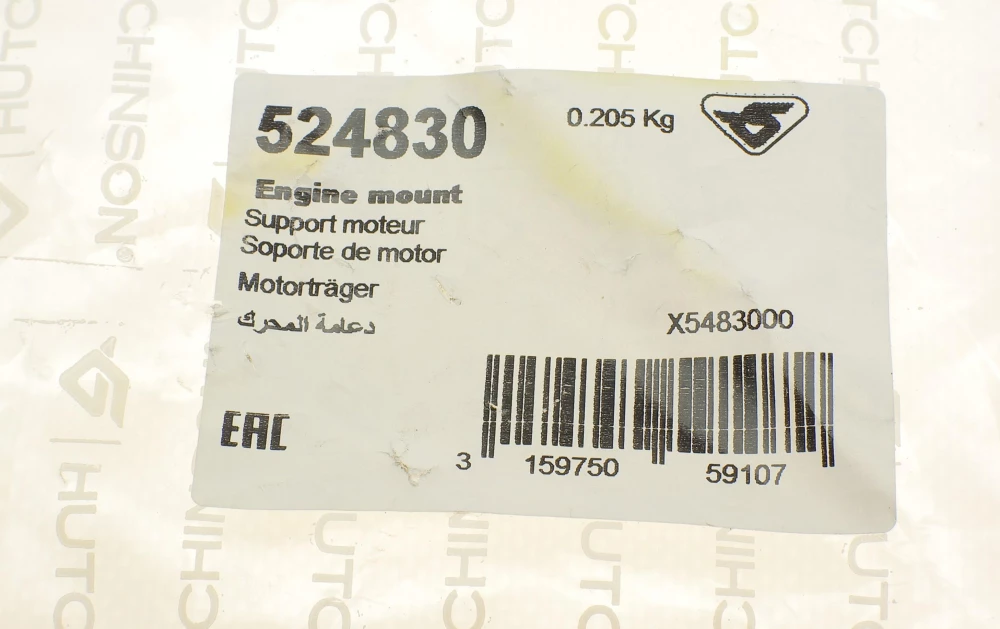 524830
0.205 Kg
Engine mount
Support moteur
Soporte de motor
Motorträger
دعامة المحرك
X5483000
EAC
3 159750 59107
HUTCHINSON®